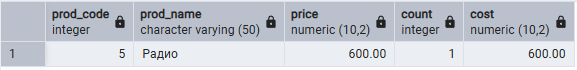 prod_code prod_name price count cost
integer character varying (50) numeric (10,2) integer numeric (10,2)
1 5 Радио 600.00 1 600.00